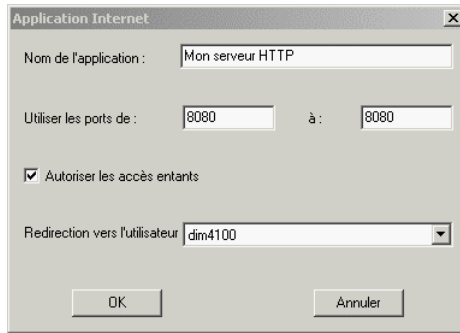 Application Internet
Nom de l'application : Mon serveur HTTP
Utiliser les ports de : 8080 à : 8080
Autoriser les accès entants
Redirection vers l'utilisateur dim4100
OK Annuler